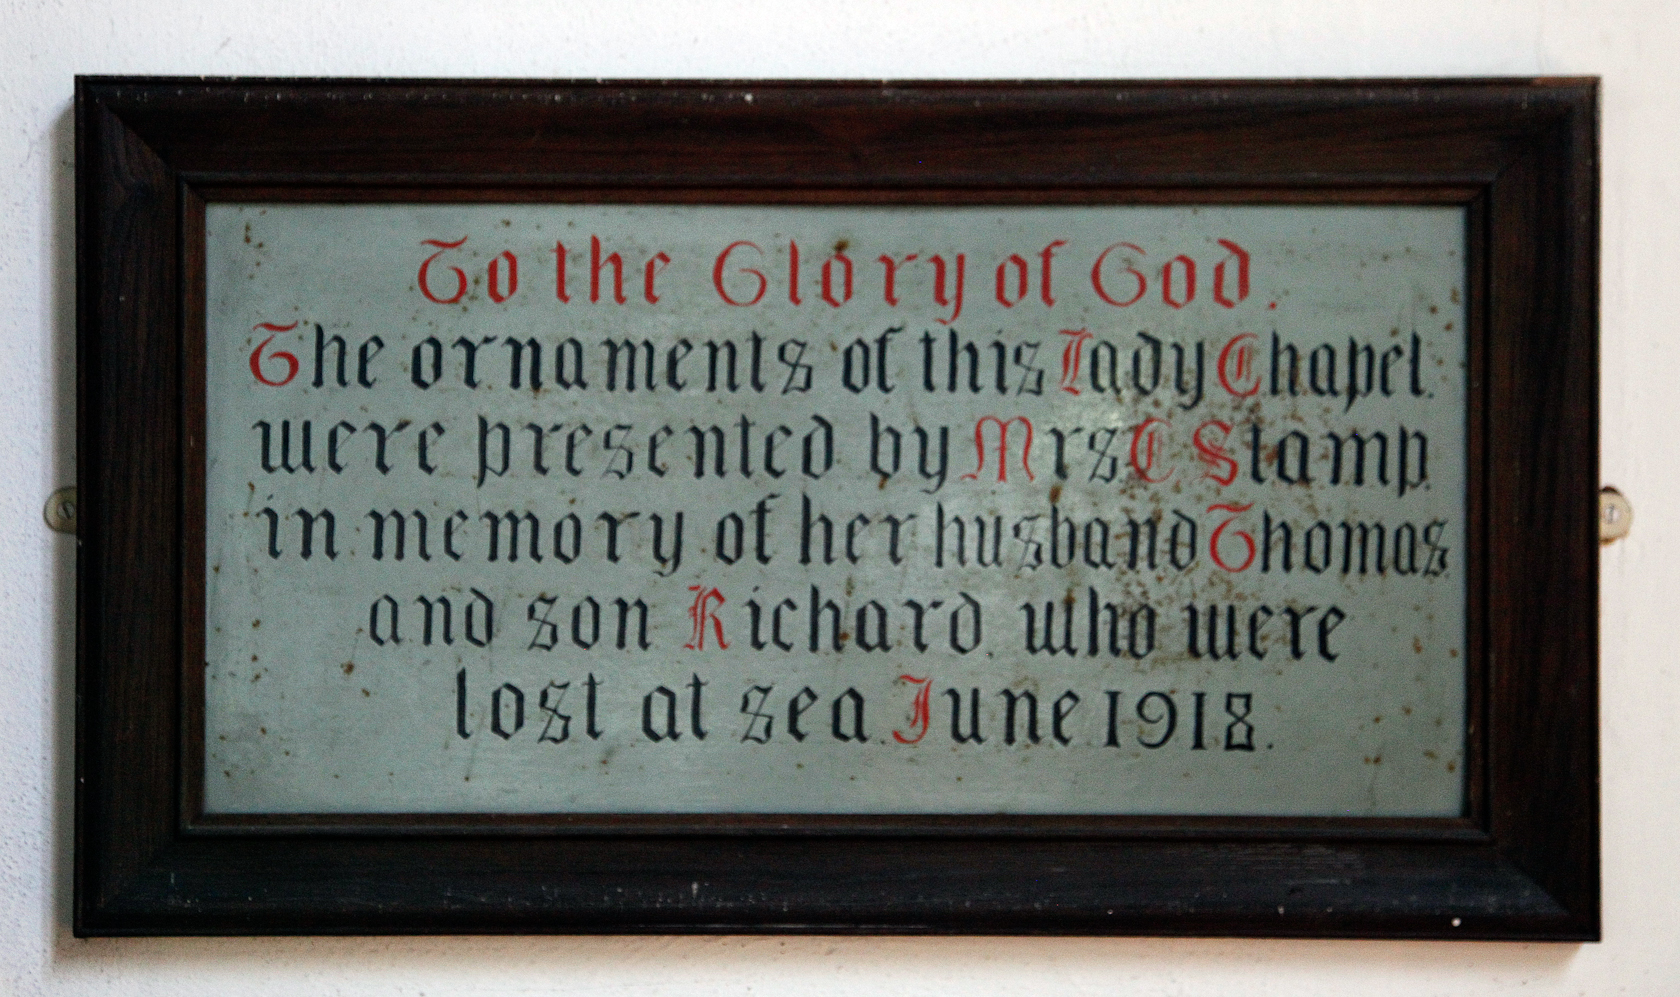 To the Glory of God.
The ornaments of this Lady Chapel.
were presented by Mrs. C Stamp.
in memory of her husband Thomas
and son Richard. who were
lost at sea June 1918.